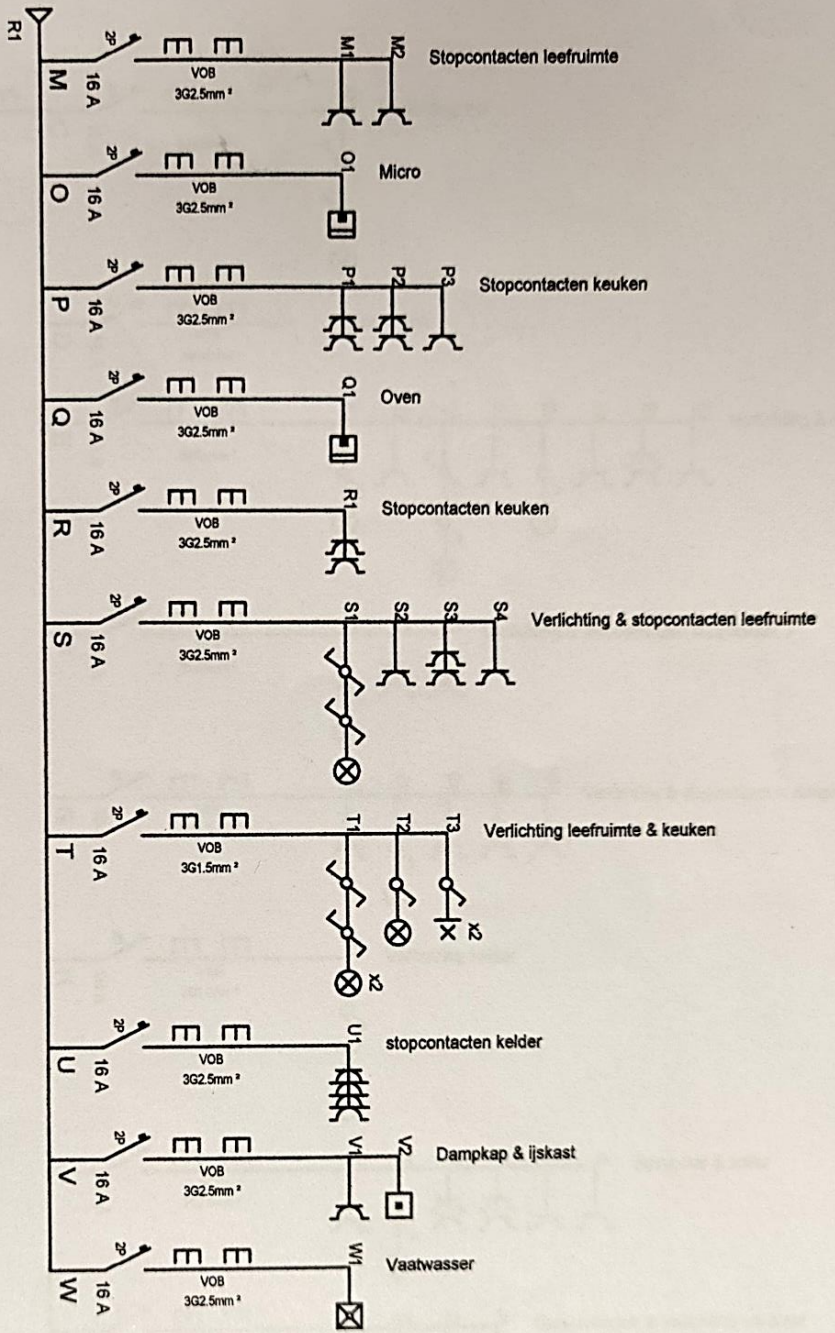 R1
M
2P
16 A
VOB
3G2.5mm²
M1
M2
Stopcontacten leefruimte
O
2P
16 A
VOB
3G2.5mm²
O1
Micro
P
2P
16 A
VOB
3G2.5mm²
P1
P2
P3
Stopcontacten keuken
Q
2P
16 A
VOB
3G2.5mm²
Q1
Oven
R
2P
16 A
VOB
3G2.5mm²
R1
Stopcontacten keuken
S
2P
16 A
VOB
3G2.5mm²
S1
S2
S3
S4
Verlichting & stopcontacten leefruimte
T
2P
16 A
VOB
3G1.5mm²
T1
T2
T3
x2
x2
Verlichting leefruimte & keuken
U
2P
16 A
VOB
3G2.5mm²
U1
stopcontacten kelder
V
2P
16 A
VOB
3G2.5mm²
V1
V2
Dampkap & ijskast
W
2P
16 A
VOB
3G2.5mm²
W1
Vaatwasser